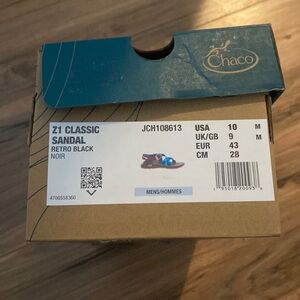 Chaco
Z1 CLASSIC
SANDAL
RETRO BLACK
NOIR
JCH108613
USA 10 M
UK/GB 9 M
EUR 43
CM 28
4700558360
MENS/HOMMES